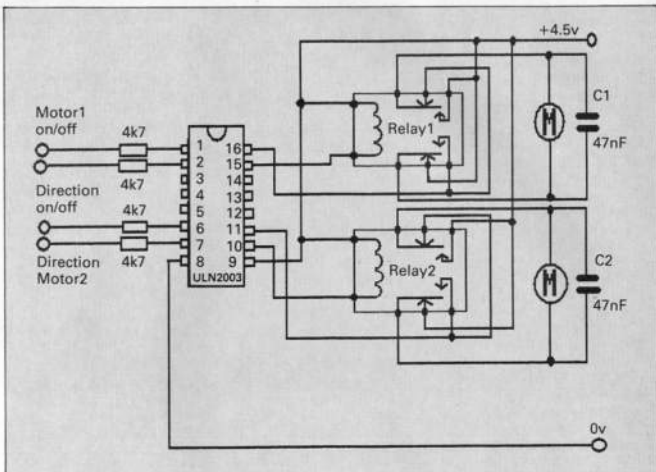 +4.5v
Motor1
on/off
4k7
4k7
Direction
on/off
4k7
Direction
Motor2
4k7
1
2
3
4
5
6
7
8
16
15
14
13
12
11
10
9
ULN2003
Relay1
M
C1
47nF
Relay2
M
C2
47nF
0v